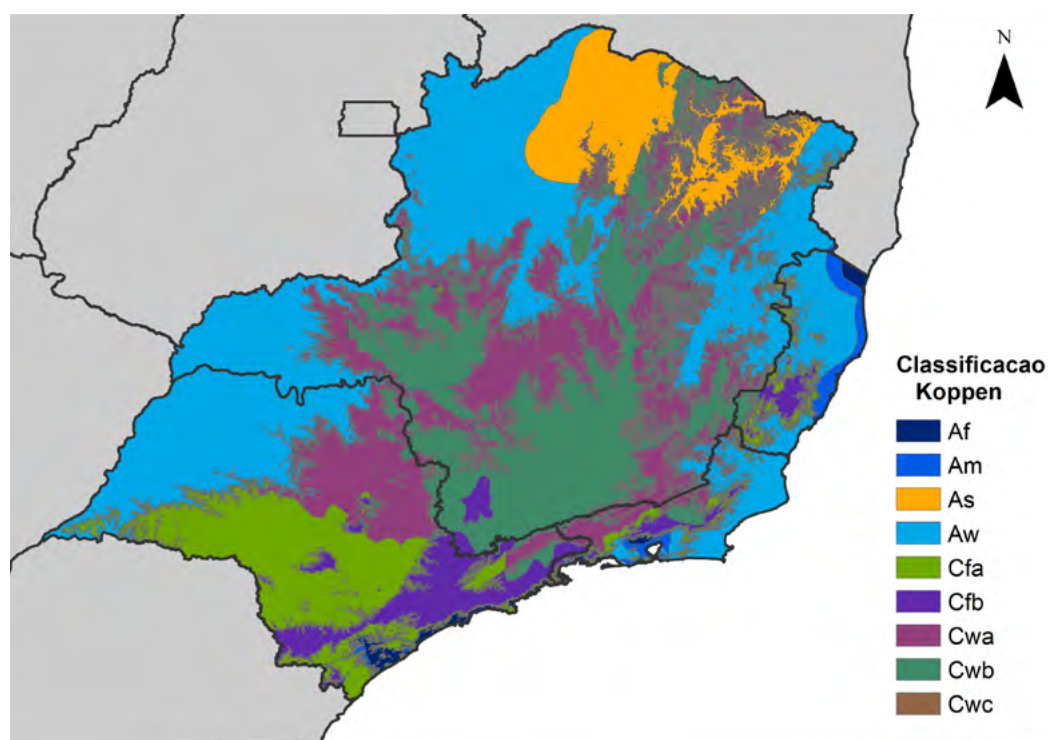 N
Classificacao
Koppen
Af
Am
As
Aw
Cfa
Cfb
Cwa
Cwb
Cwc